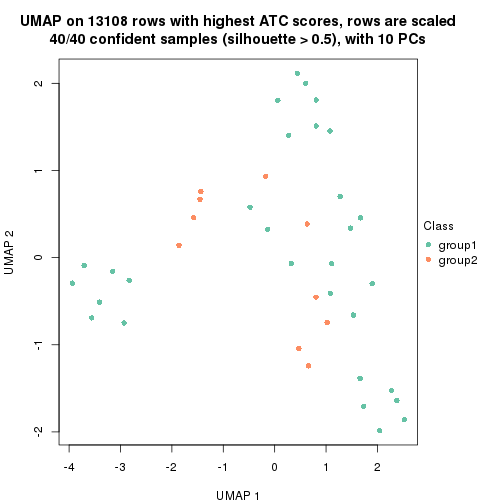 UMAP on 13108 rows with highest ATC scores, rows are scaled
40/40 confident samples (silhouette > 0.5), with 10 PCs
2
1
0
-1
-2
UMAP 2
-4 -3 -2 -1 0 1 2
UMAP 1
Class
group1
group2